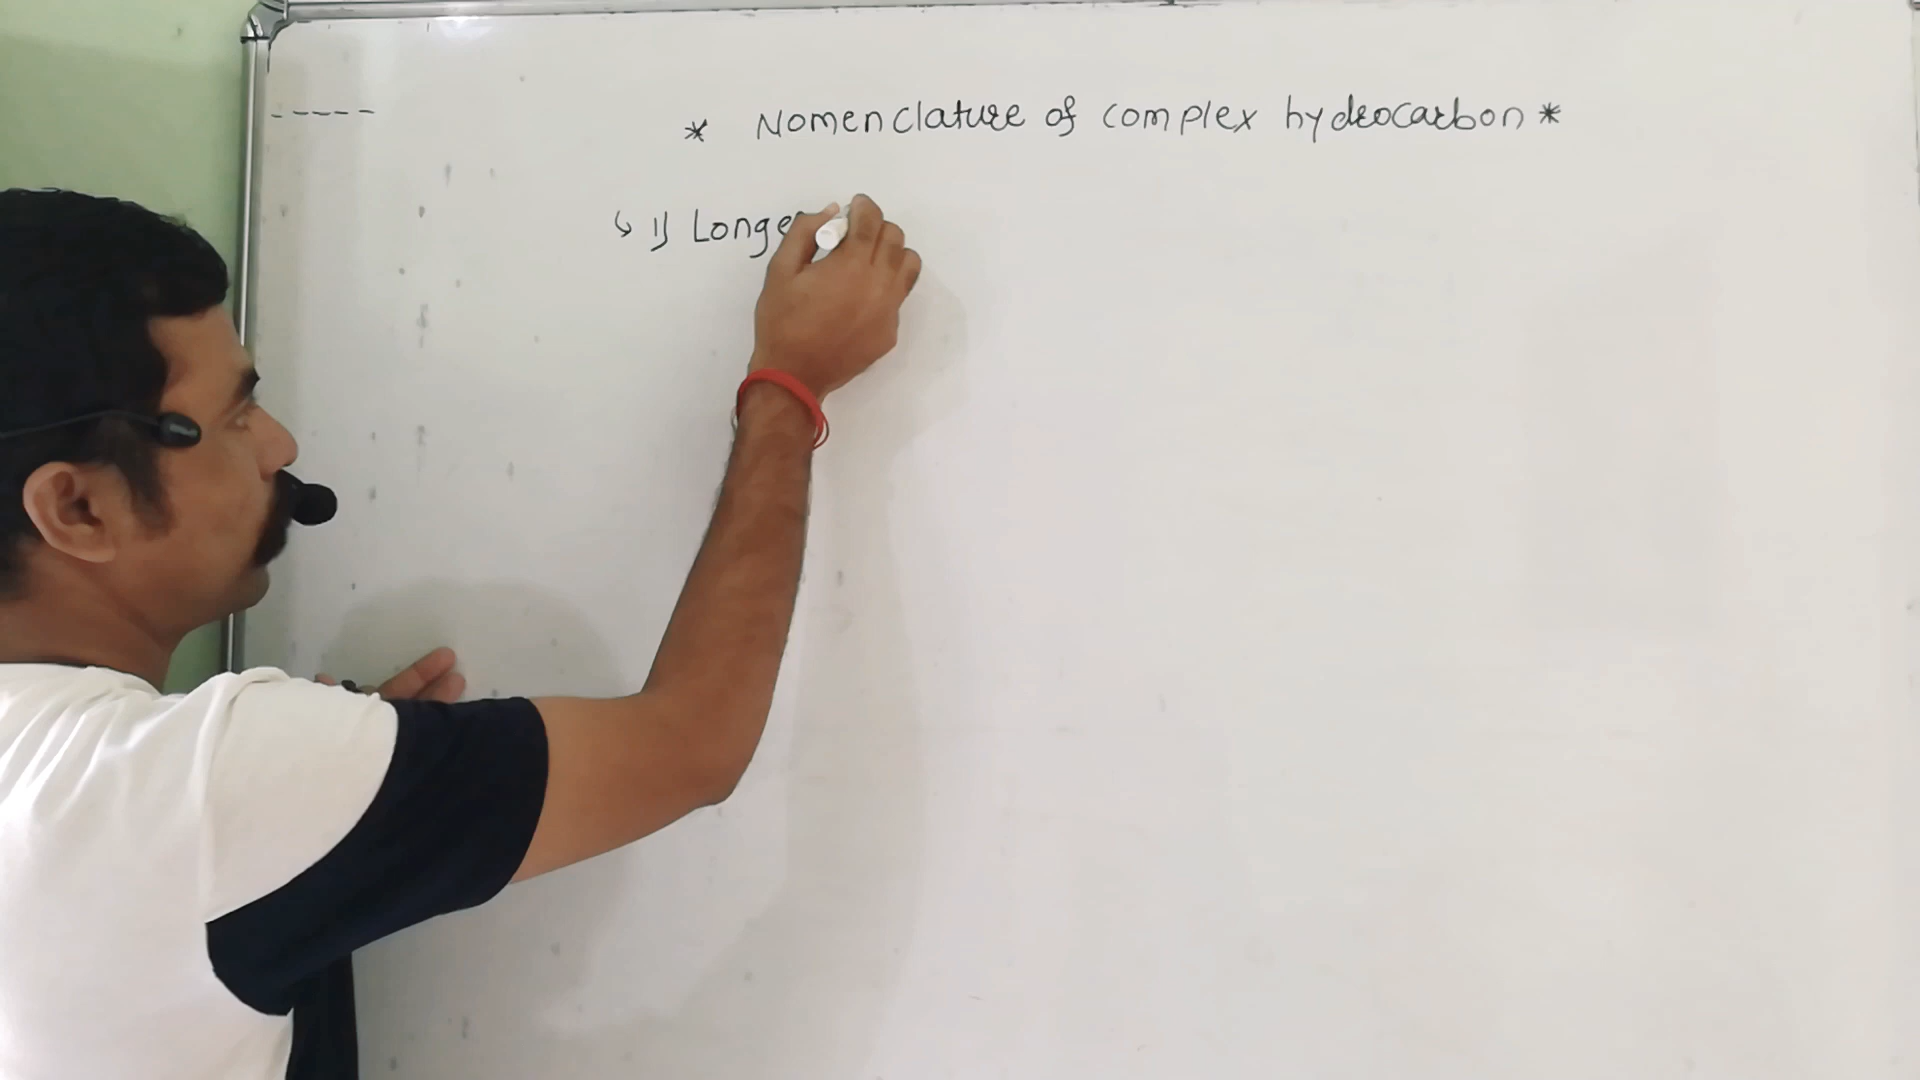 * Nomenclature of complex hydrocarbon *
↳ 1) Longe